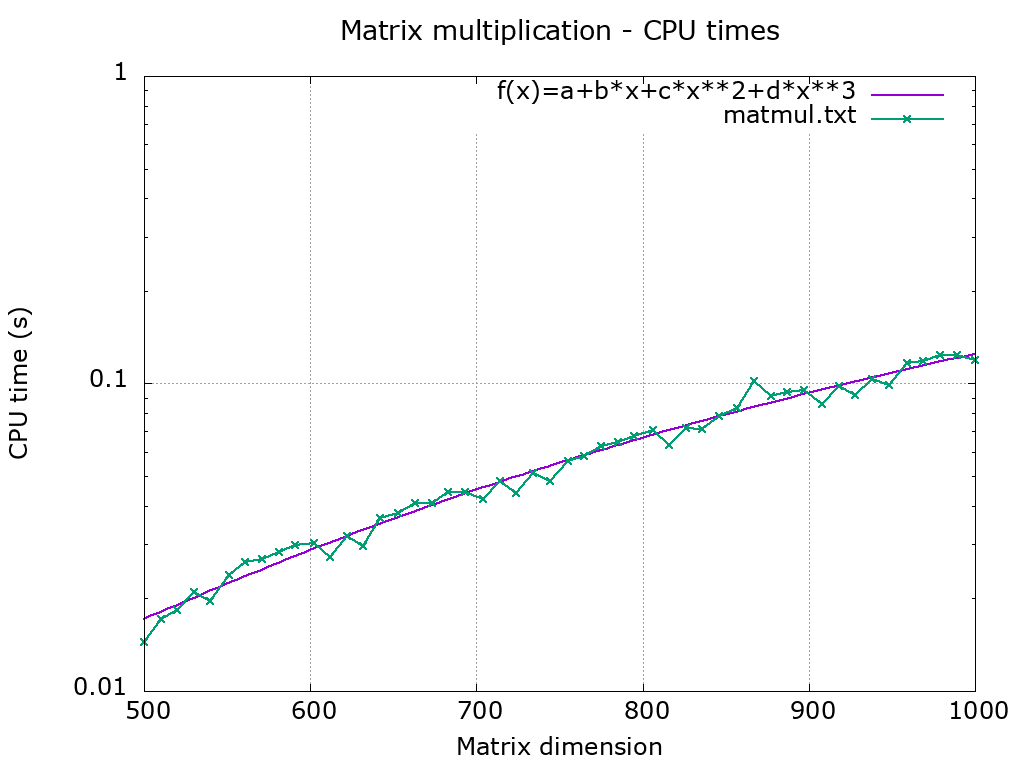 Matrix multiplication - CPU times
f(x)=a+b*x+c*x**2+d*x**3
matmul.txt
1
0.1
0.01
CPU time (s)
500 600 700 800 900 1000
Matrix dimension